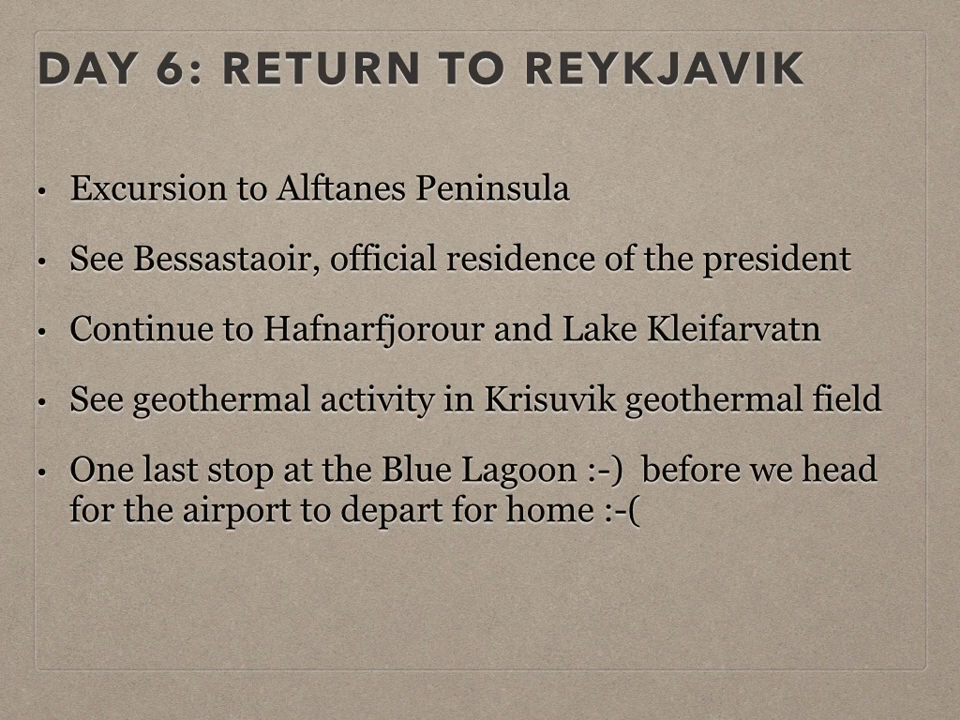 DAY 6: RETURN TO REYKJAVIK
• Excursion to Alftanes Peninsula
• See Bessastaoir, official residence of the president
• Continue to Hafnarfjorour and Lake Kleifarvatn
• See geothermal activity in Krisuvik geothermal field
• One last stop at the Blue Lagoon :-)  before we head
for the airport to depart for home :-(